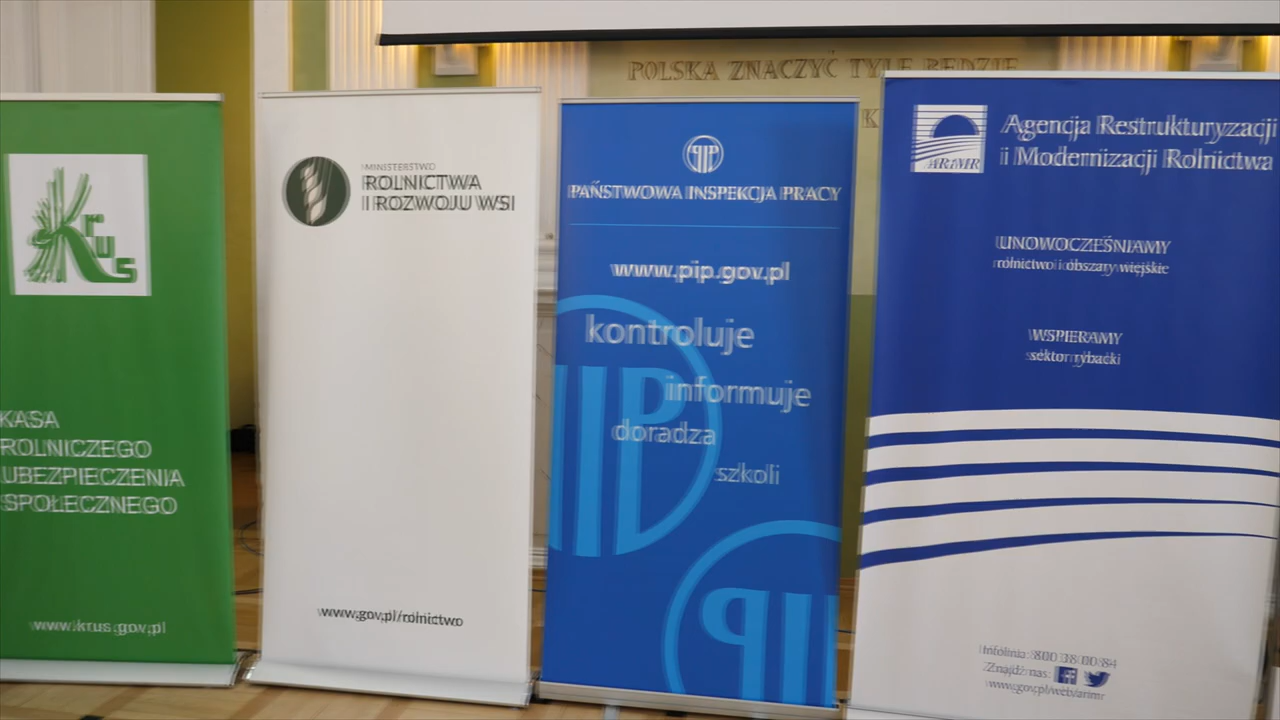 POLSKA ZNACZYĆ TYLE BĘDZIE
Krus
KASA
ROLNICZEGO
UBEZPIECZENIA
SPOŁECZNEGO
www.krus.gov.pl
MINISTERSTWO
ROLNICTWA
I ROZWOJU WSI
www.gov.pl/rolnictwo
PIP
PAŃSTWOWA INSPEKCJA PRACY
www.pip.gov.pl
kontroluje
informuje
doradza
szkoli
PIP
PIP
ARiMR
Agencja Restrukturyzacji
i Modernizacji Rolnictwa
UNOWOCZEŚNIAMY
rolnictwo i obszary wiejskie
WSPIERAMY
sektor rybacki
Infolinia: 800 38 00 84
Znajdź nas:
www.gov.pl/web/arimr